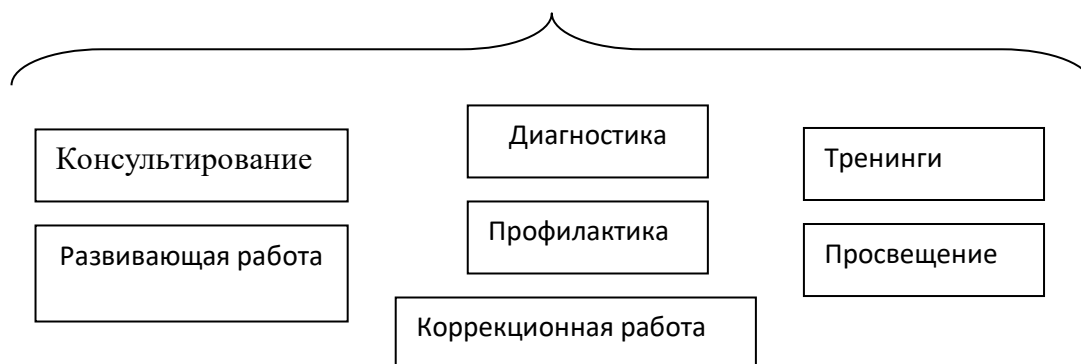 Консультирование
Диагностика
Тренинги
Развивающая работа
Профилактика
Просвещение
Коррекционная работа